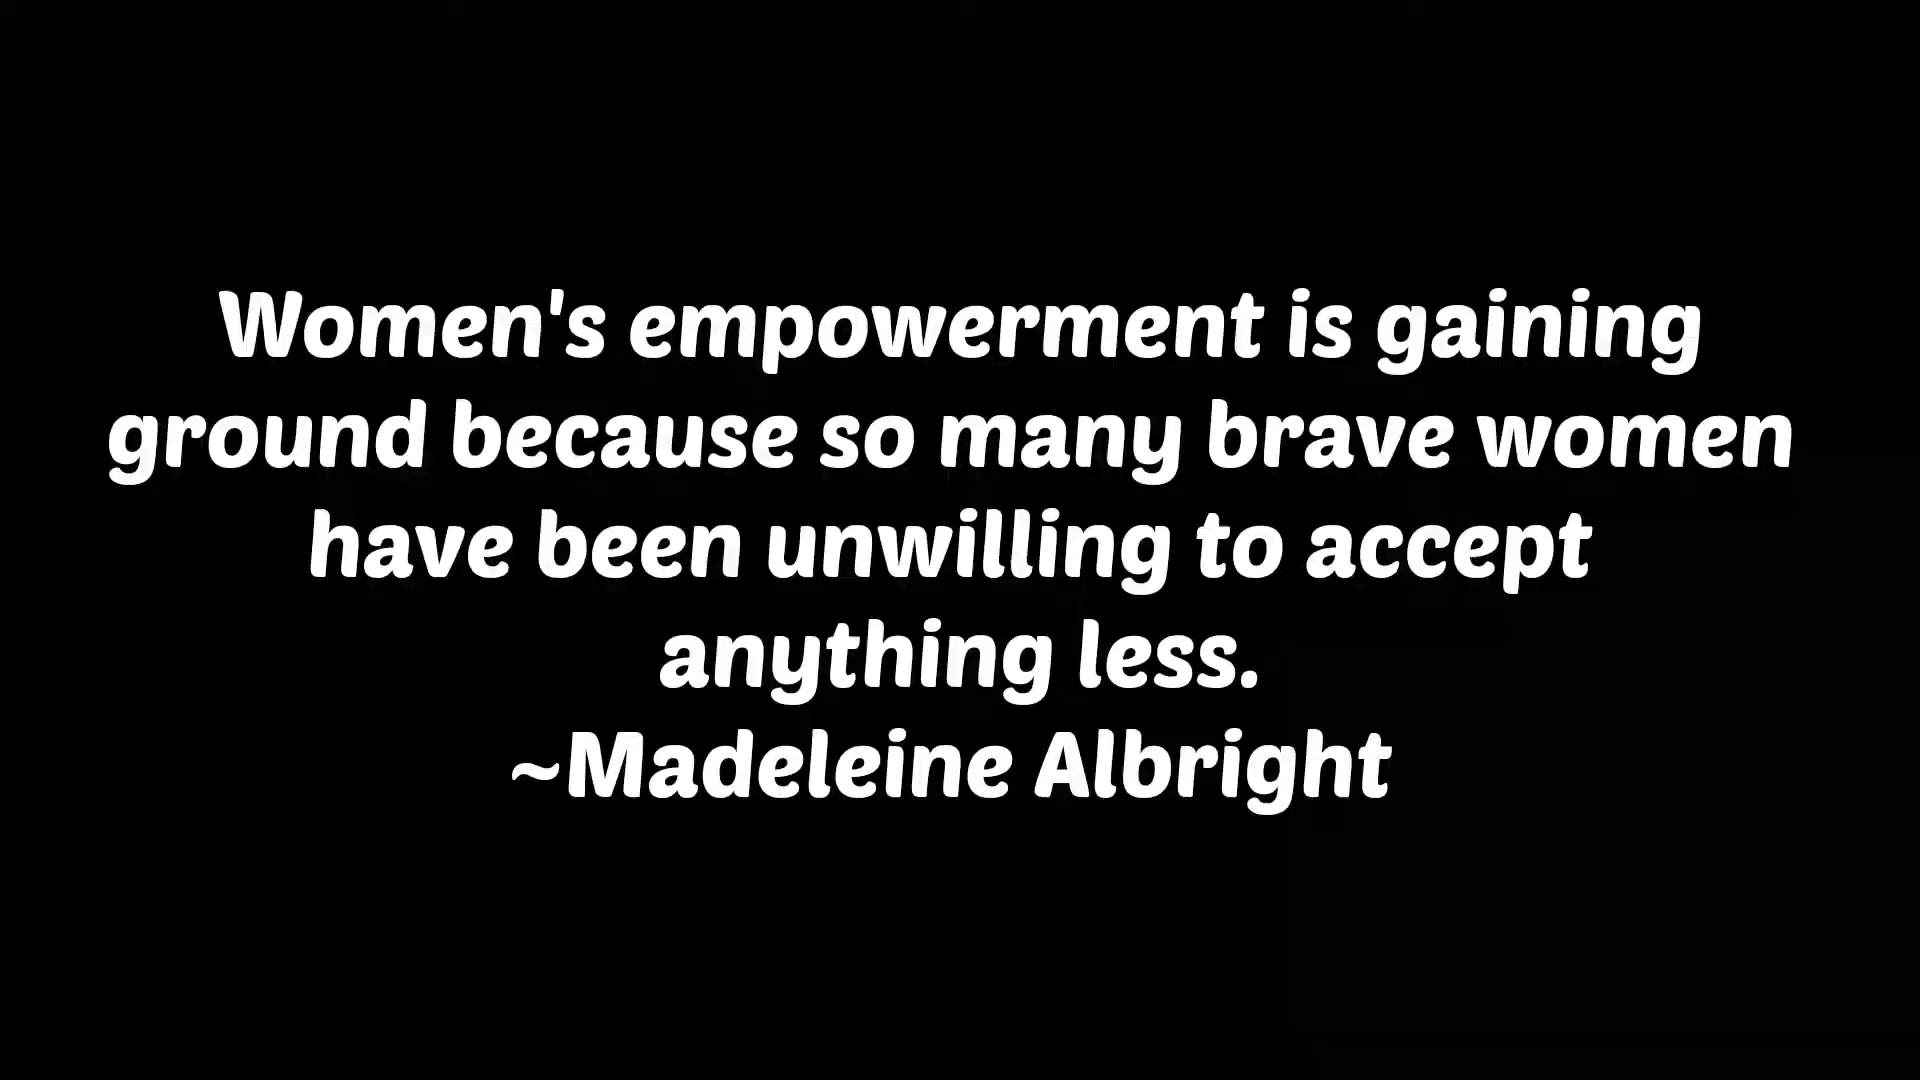 Women's empowerment is gaining
ground because so many brave women
have been unwilling to accept
anything less.
~Madeleine Albright